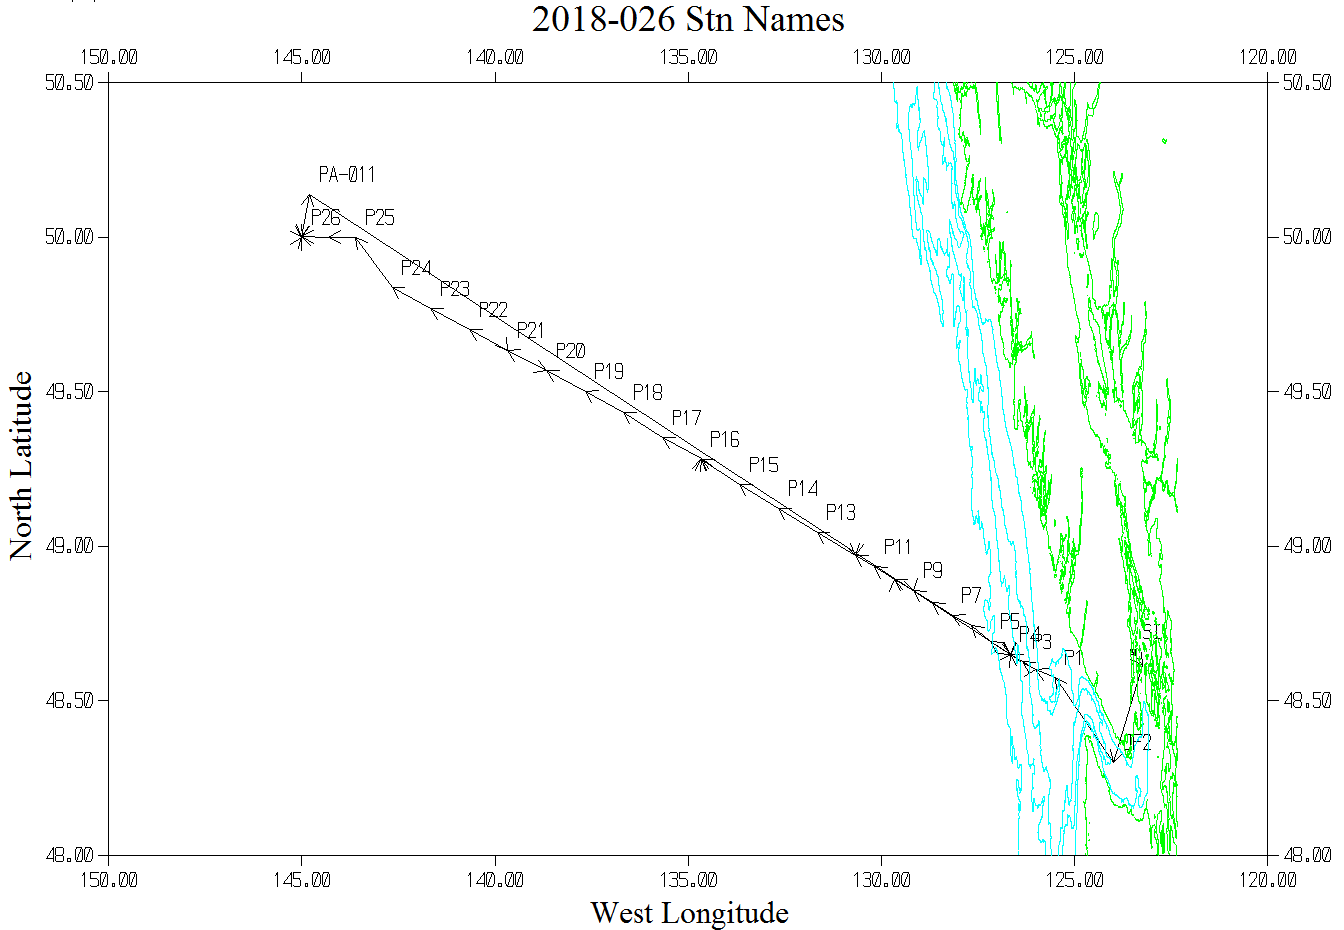 2018-026 Stn Names
150.00 145.00 140.00 135.00 130.00 125.00 120.00
50.50 50.50
PA-011
P26 P25
50.00 50.00
P24
P23
P22
P21
P20
P19
49.50 49.50
P18
P17
P16
P15
P14
P13
49.00 49.00
P11
P9
P7
P5
P4
P3
S1
P1
48.50 48.50
JF2
48.00 48.00
150.00 145.00 140.00 135.00 130.00 125.00 120.00
West Longitude
North Latitude